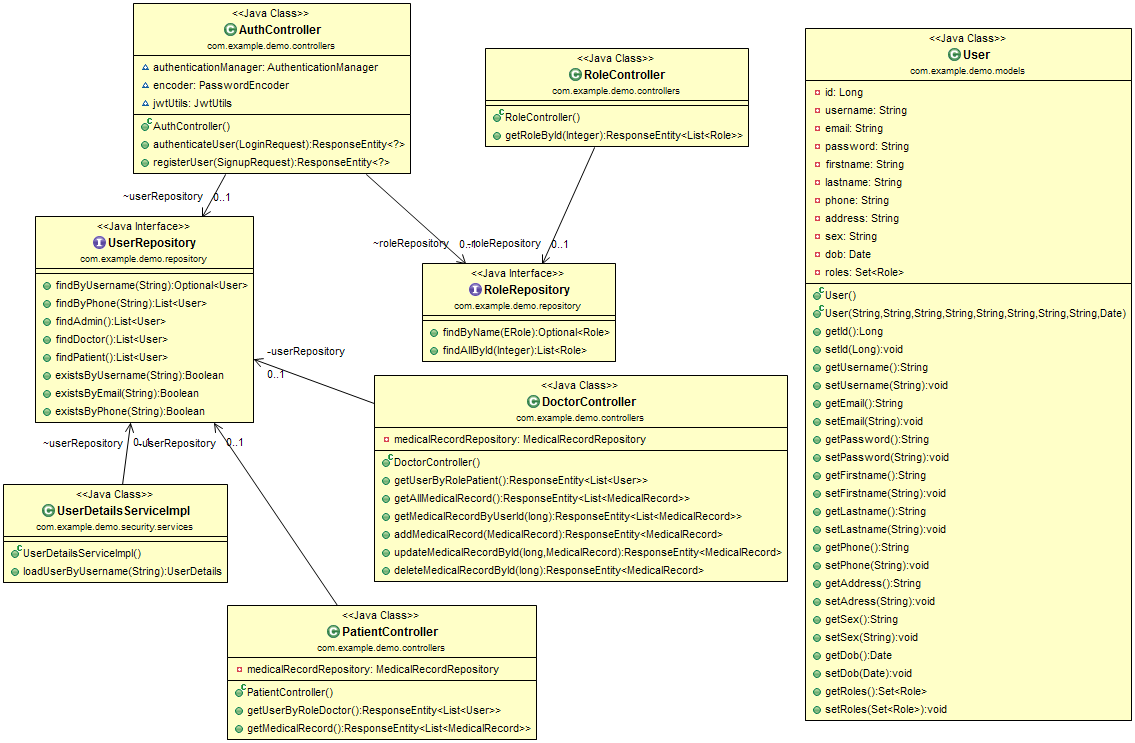 <<Java Class>>
AuthController
com.example.demo.controllers
authenticationManager: AuthenticationManager
encoder: PasswordEncoder
jwtUtils: JwtUtils
AuthController()
authenticateUser(LoginRequest):ResponseEntity<?>
registerUser(SignupRequest):ResponseEntity<?>
<<Java Class>>
RoleController
com.example.demo.controllers
RoleController()
getRoleById(Integer):ResponseEntity<List<Role>>
~userRepository 0..1
~roleRepository 0..1
~roleRepository 0..1
<<Java Interface>>
UserRepository
com.example.demo.repository
findByUsername(String):Optional<User>
findByPhone(String):List<User>
findAdmin():List<User>
findDoctor():List<User>
findPatient():List<User>
existsByUsername(String):Boolean
existsByEmail(String):Boolean
existsByPhone(String):Boolean
<<Java Interface>>
RoleRepository
com.example.demo.repository
findByName(ERole):Optional<Role>
findAllById(Integer):List<Role>
-userRepository
0..1
<<Java Class>>
DoctorController
com.example.demo.controllers
medicalRecordRepository: MedicalRecordRepository
DoctorController()
getUserByRolePatient():ResponseEntity<List<User>>
getAllMedicalRecord():ResponseEntity<List<MedicalRecord>>
getMedicalRecordByUserId(long):ResponseEntity<List<MedicalRecord>>
addMedicalRecord(MedicalRecord):ResponseEntity<MedicalRecord>
updateMedicalRecordById(long,MedicalRecord):ResponseEntity<MedicalRecord>
deleteMedicalRecordById(long):ResponseEntity<MedicalRecord>
~userRepository 0..1
-userRepository 0..1
<<Java Class>>
UserDetailsServiceImpl
com.example.demo.security.services
UserDetailsServiceImpl()
loadUserByUsername(String):UserDetails
<<Java Class>>
PatientController
com.example.demo.controllers
medicalRecordRepository: MedicalRecordRepository
PatientController()
getUserByRoleDoctor():ResponseEntity<List<User>>
getMedicalRecord():ResponseEntity<List<MedicalRecord>>
<<Java Class>>
User
com.example.demo.models
id: Long
username: String
email: String
password: String
firstname: String
lastname: String
phone: String
address: String
sex: String
dob: Date
roles: Set<Role>
User()
User(String,String,String,String,String,String,String,String,Date)
getId():Long
setId(Long):void
getUsername():String
setUsername(String):void
getEmail():String
setEmail(String):void
getPassword():String
setPassword(String):void
getFirstname():String
setFirstname(String):void
getLastname():String
setLastname(String):void
getPhone():String
setPhone(String):void
getAddress():String
setAdress(String):void
getSex():String
setSex(String):void
getDob():Date
setDob(Date):void
getRoles():Set<Role>
setRoles(Set<Role>):void